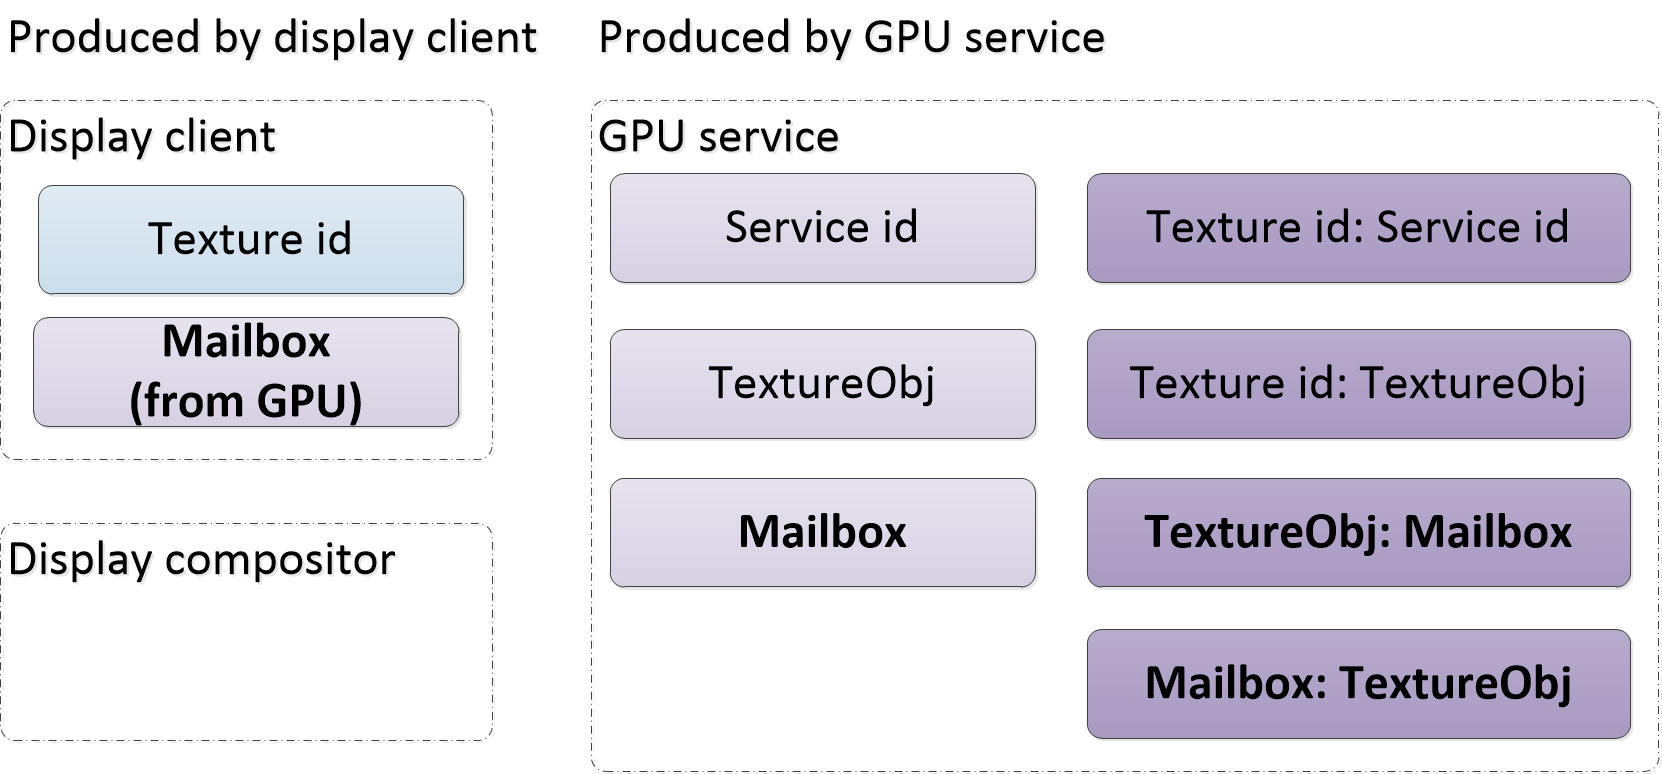 Produced by display client
Produced by GPU service
Display client
Texture id
Mailbox
(from GPU)
Display compositor
GPU service
Service id
Texture id: Service id
TextureObj
Texture id: TextureObj
Mailbox
TextureObj: Mailbox
Mailbox: TextureObj